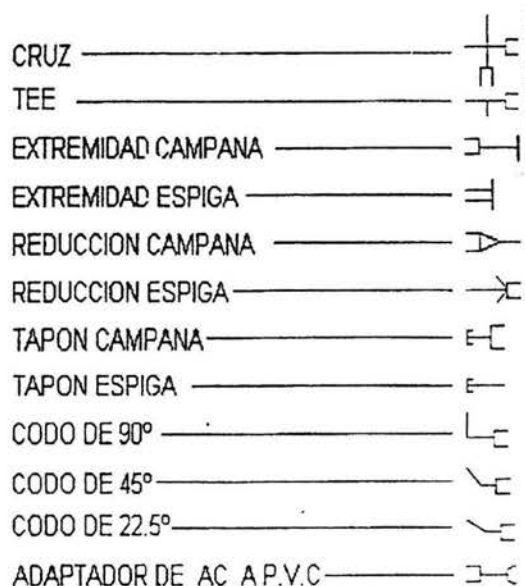 CRUZ
TEE
EXTREMIDAD CAMPANA
EXTREMIDAD ESPIGA
REDUCCION CAMPANA
REDUCCION ESPIGA
TAPON CAMPANA
TAPON ESPIGA
CODO DE 90º
CODO DE 45º
CODO DE 22.5º
ADAPTADOR DE AC A P.V.C